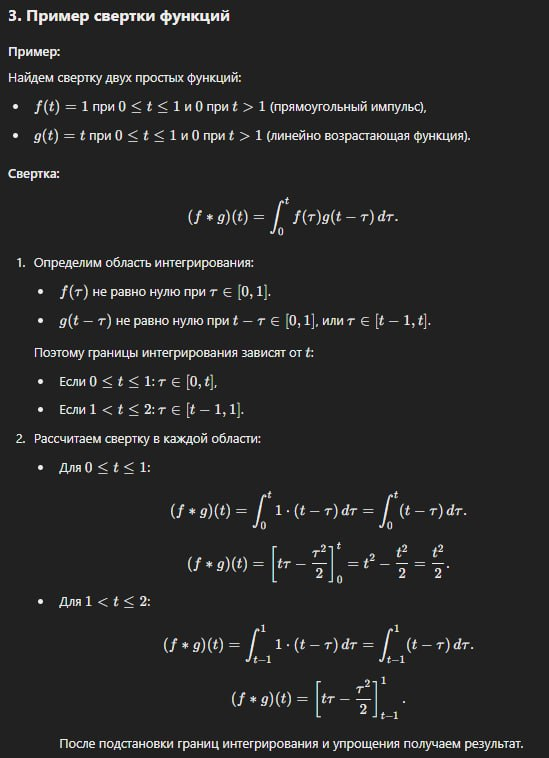 3. Пример свертки функций
Пример:
Найдем свертку двух простых функций:
• f(t) = 1 при 0 ≤ t ≤ 1 и 0 при t > 1 (прямоугольный импульс),
• g(t) = t при 0 ≤ t ≤ 1 и 0 при t > 1 (линейно возрастающая функция).
Свертка:
(f ∗ g)(t) = ∫₀ᵗ f(τ)g(t − τ) dτ.
1. Определим область интегрирования:
• f(τ) не равно нулю при τ ∈ [0, 1].
• g(t − τ) не равно нулю при t − τ ∈ [0, 1], или τ ∈ [t − 1, t].
Поэтому границы интегрирования зависят от t:
• Если 0 ≤ t ≤ 1: τ ∈ [0, t],
• Если 1 < t ≤ 2: τ ∈ [t − 1, 1].
2. Рассчитаем свертку в каждой области:
• Для 0 ≤ t ≤ 1:
(f ∗ g)(t) = ∫₀ᵗ 1 · (t − τ) dτ = ∫₀ᵗ (t − τ) dτ.
(f ∗ g)(t) = [tτ − τ²/2]₀ᵗ = t² − t²/2 = t²/2.
• Для 1 < t ≤ 2:
(f ∗ g)(t) = ∫ₜ₋₁¹ 1 · (t − τ) dτ = ∫ₜ₋₁¹ (t − τ) dτ.
(f ∗ g)(t) = [tτ − τ²/2]ₜ₋₁¹ .
После подстановки границ интегрирования и упрощения получаем результат.